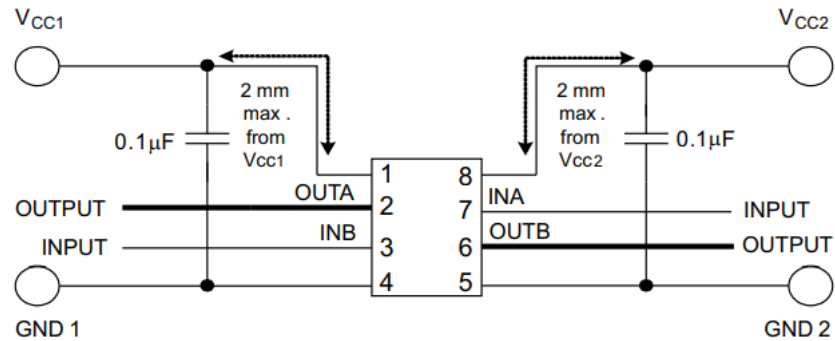 VCC1
VCC2
2 mm
max .
from
Vcc1
2 mm
max .
from
Vcc2
0.1μF
0.1μF
1
8
OUTPUT
OUTA
2
7
INA
INPUT
INPUT
INB
3
6
OUTB
OUTPUT
4
5
GND 1
GND 2